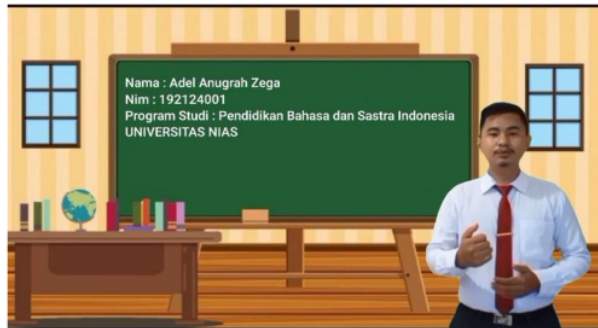 Nama : Adel Anugrah Zega
Nim : 192124001
Program Studi : Pendidikan Bahasa dan Sastra Indonesia
UNIVERSITAS NIAS